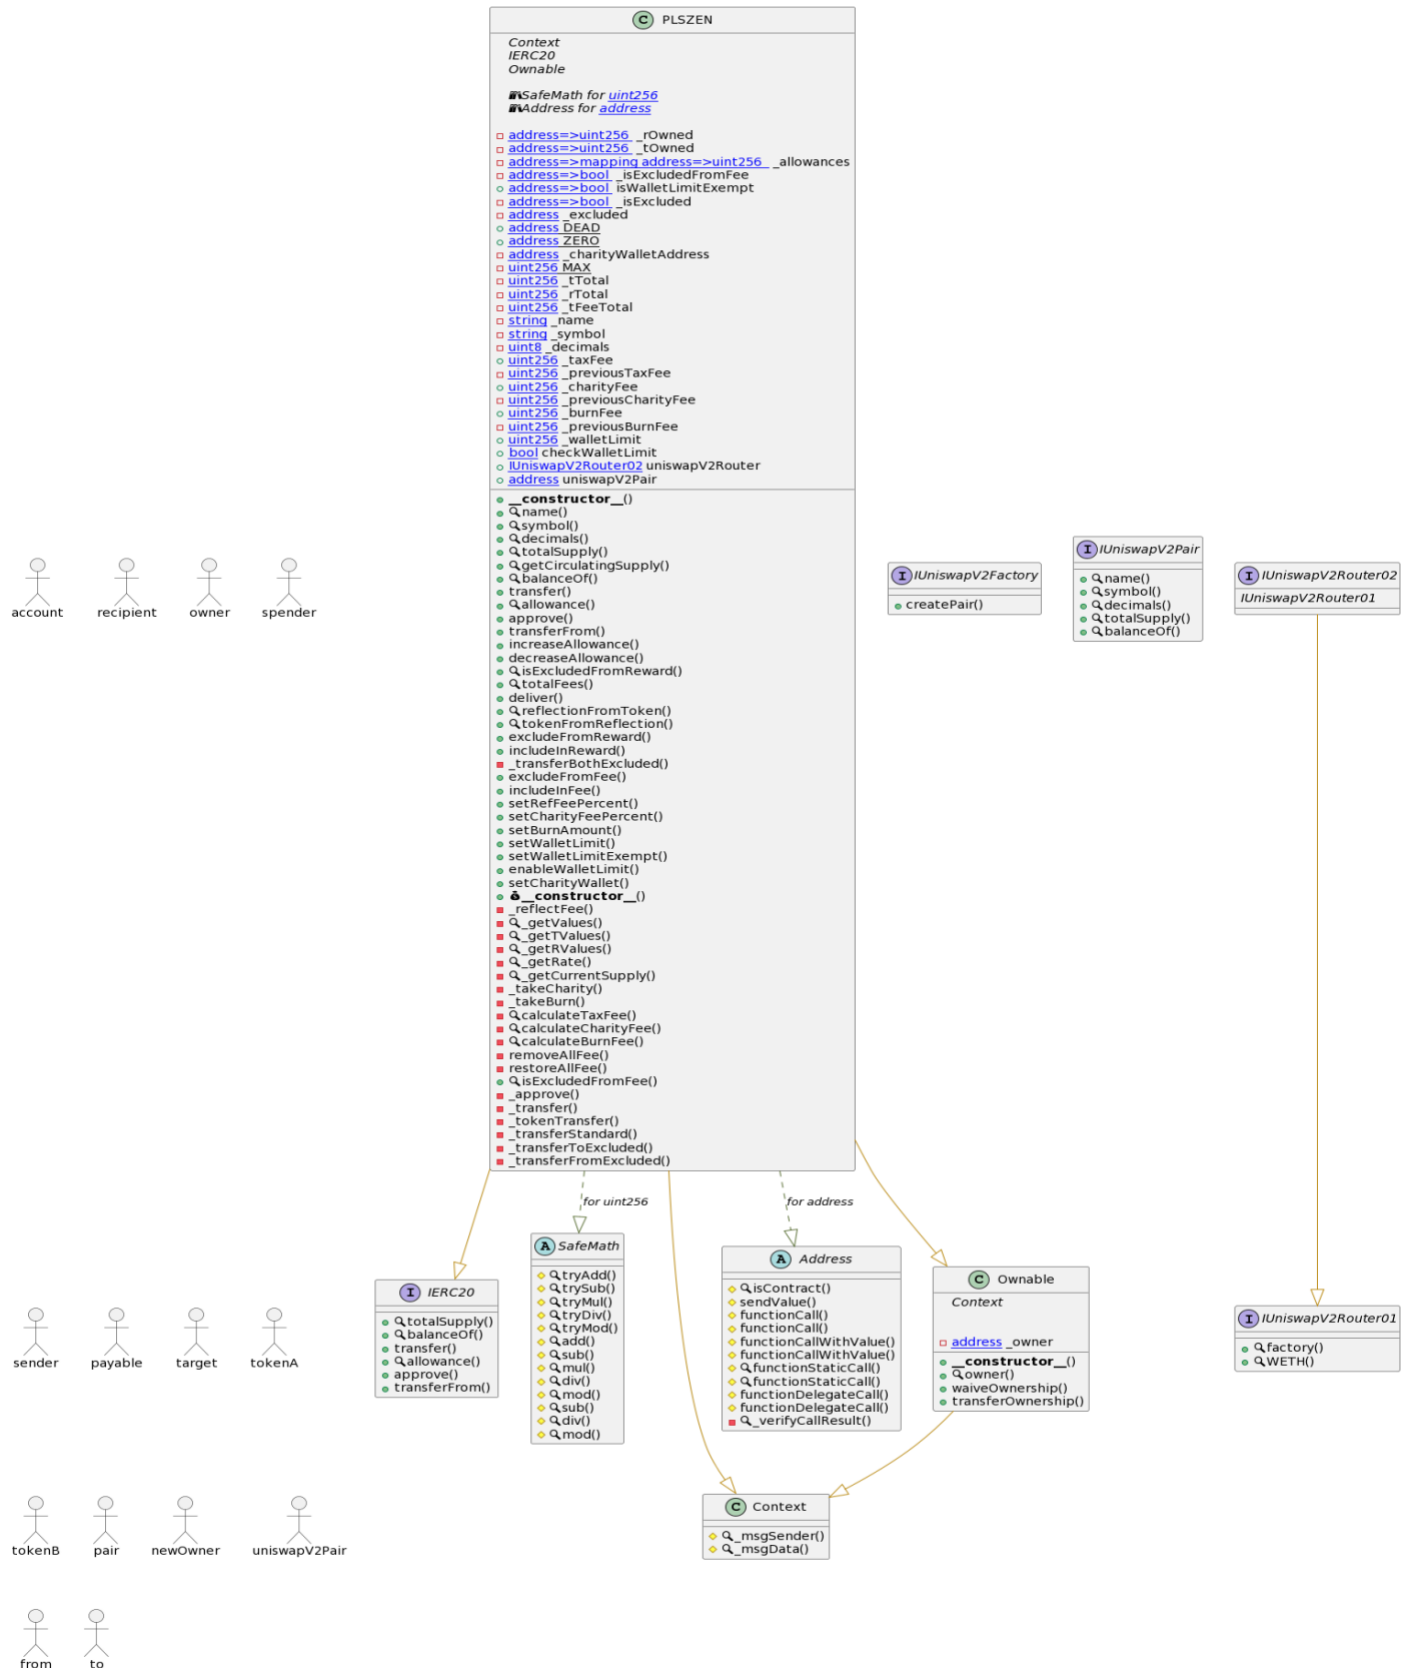 C PLSZEN
Context
IERC20
Ownable
SafeMath for uint256
Address for address
address=>uint256 _rOwned
address=>uint256 _tOwned
address=>mapping address=>uint256 _allowances
address=>bool _isExcludedFromFee
address=>bool isWalletLimitExempt
address=>bool _isExcluded
address _excluded
address DEAD
address ZERO
address _charityWalletAddress
uint256 MAX
uint256 _tTotal
uint256 _rTotal
uint256 _tFeeTotal
string _name
string _symbol
uint8 _decimals
uint256 _taxFee
uint256 _previousTaxFee
uint256 _charityFee
uint256 _previousCharityFee
uint256 _burnFee
uint256 _previousBurnFee
uint256 _walletLimit
bool checkWalletLimit
IUniswapV2Router02 uniswapV2Router
address uniswapV2Pair
__constructor__()
name()
symbol()
decimals()
totalSupply()
getCirculatingSupply()
balanceOf()
transfer()
allowance()
approve()
transferFrom()
increaseAllowance()
decreaseAllowance()
isExcludedFromReward()
totalFees()
deliver()
reflectionFromToken()
tokenFromReflection()
excludeFromReward()
includeInReward()
_transferBothExcluded()
excludeFromFee()
includeInFee()
setRefFeePercent()
setCharityFeePercent()
setBurnAmount()
setWalletLimit()
setWalletLimitExempt()
enableWalletLimit()
setCharityWallet()
__constructor__()
_reflectFee()
_getValues()
_getTValues()
_getRValues()
_getRate()
_getCurrentSupply()
_takeCharity()
_takeBurn()
calculateTaxFee()
calculateCharityFee()
calculateBurnFee()
removeAllFee()
restoreAllFee()
isExcludedFromFee()
_approve()
_transfer()
_tokenTransfer()
_transferStandard()
_transferToExcluded()
_transferFromExcluded()
account recipient owner spender
I IUniswapV2Factory
createPair()
I IUniswapV2Pair
name()
symbol()
decimals()
totalSupply()
balanceOf()
I IUniswapV2Router02
IUniswapV2Router01
for uint256
for address
sender payable target tokenA
I IERC20
totalSupply()
balanceOf()
transfer()
allowance()
approve()
transferFrom()
A SafeMath
tryAdd()
trySub()
tryMul()
tryDiv()
tryMod()
add()
sub()
mul()
div()
mod()
sub()
div()
mod()
A Address
isContract()
sendValue()
functionCall()
functionCall()
functionCallWithValue()
functionCallWithValue()
functionStaticCall()
functionStaticCall()
functionDelegateCall()
functionDelegateCall()
_verifyCallResult()
C Ownable
Context
address _owner
__constructor__()
owner()
waiveOwnership()
transferOwnership()
I IUniswapV2Router01
factory()
WETH()
tokenB pair newOwner uniswapV2Pair
C Context
_msgSender()
_msgData()
from to